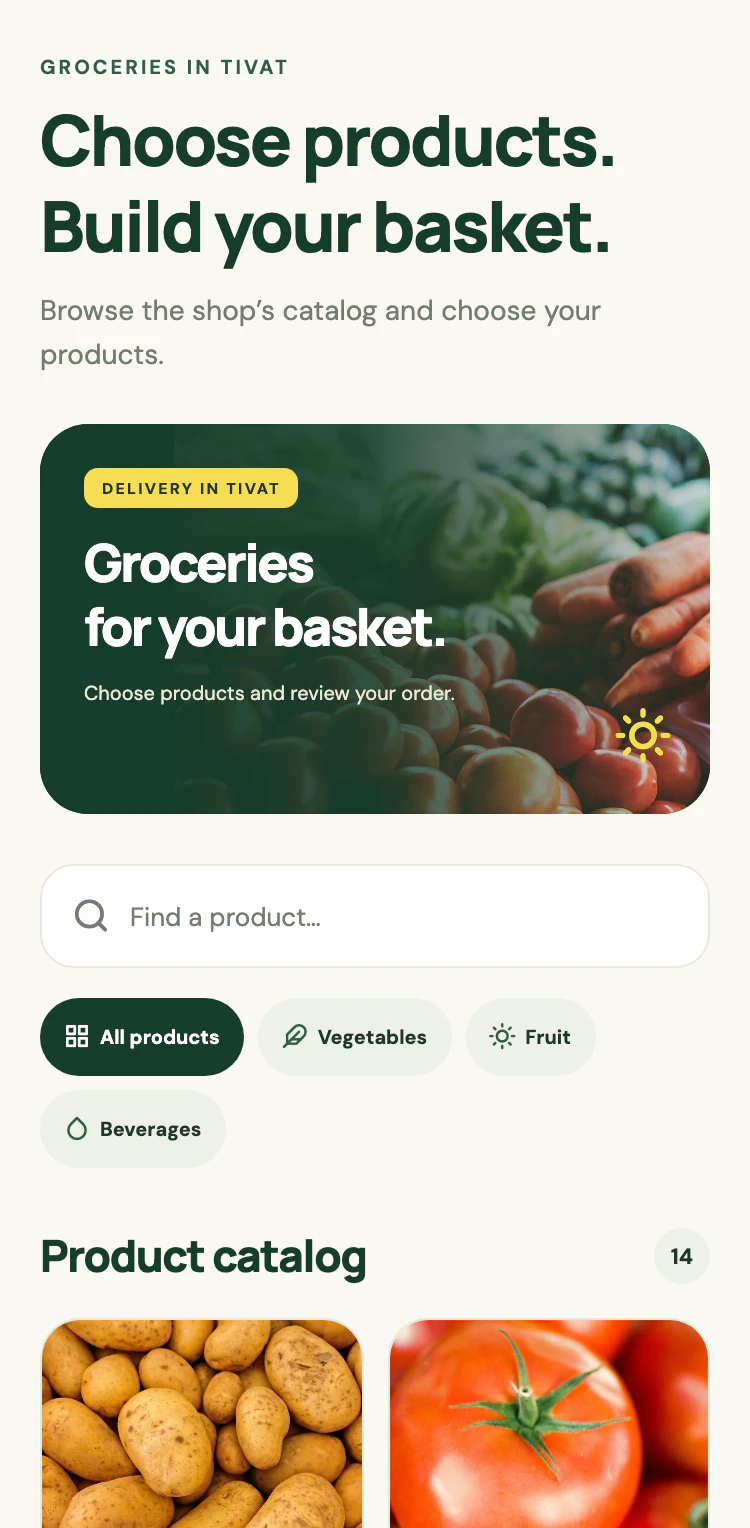 GROCERIES IN TIVAT
Choose products.
Build your basket.
Browse the shop’s catalog and choose your
products.
DELIVERY IN TIVAT
Groceries
for your basket.
Choose products and review your order.
Find a product...
All products
Vegetables
Fruit
Beverages
Product catalog
14